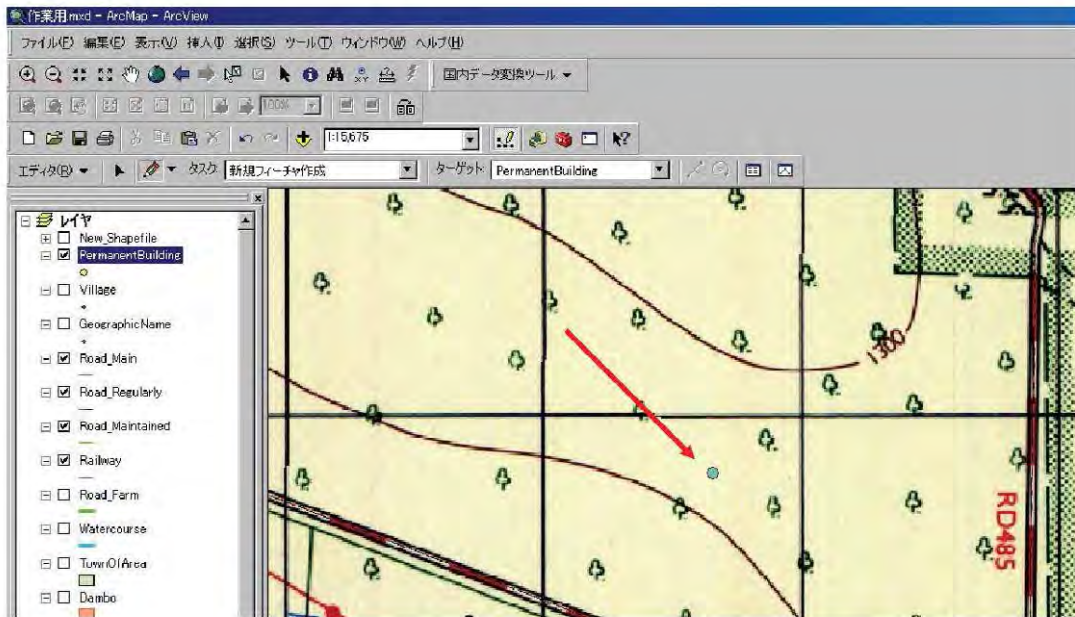 作業用.mxd - ArcMap - ArcView
ファイル(F) 編集(E) 表示(V) 挿入(I) 選択(S) ツール(T) ウィンドウ(W) ヘルプ(H)
国内データ変換ツール
100%
1:15,675
エディタ(R) タスク 新規フィーチャ作成 ターゲット PermanentBuilding
レイヤ
New_Shapefile
PermanentBuilding
Village
GeographicName
Road_Main
Road_Regularly
Road_Maintained
Railway
Road_Farm
Watercourse
TownOfArea
Dambo
1300
RD485